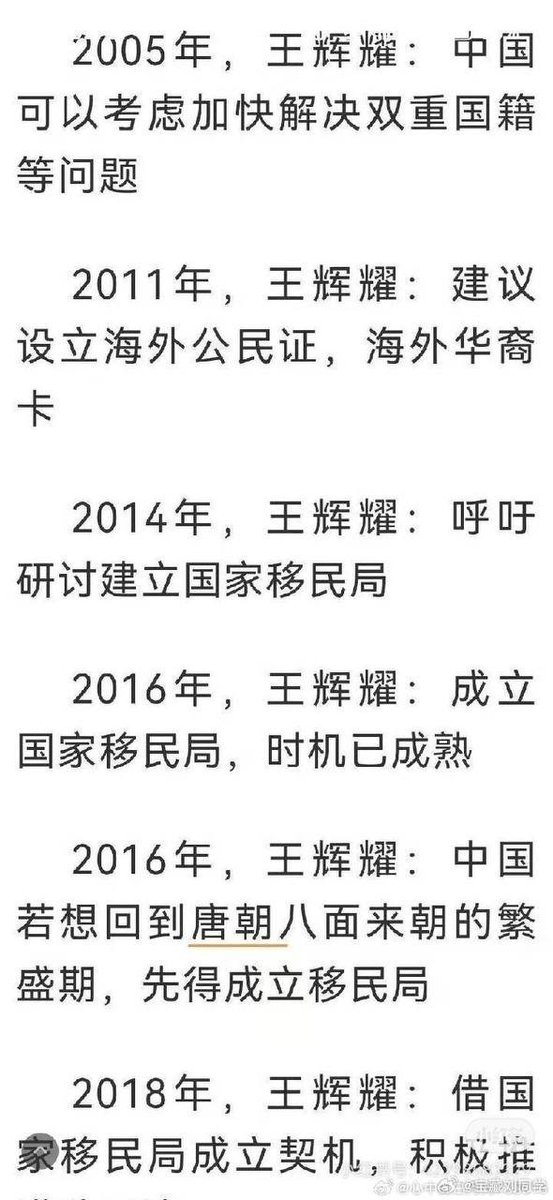 2005年，王辉耀：中国
可以考虑加快解决双重国籍
等问题
2011年，王辉耀：建议
设立海外公民证，海外华裔
卡
2014年，王辉耀：呼吁
研讨建立国家移民局
2016年，王辉耀：成立
国家移民局，时机已成熟
2016年，王辉耀：中国
若想回到唐朝八面来朝的繁
盛期，先得成立移民局
2018年，王辉耀：借国
家移民局成立契机，积极推